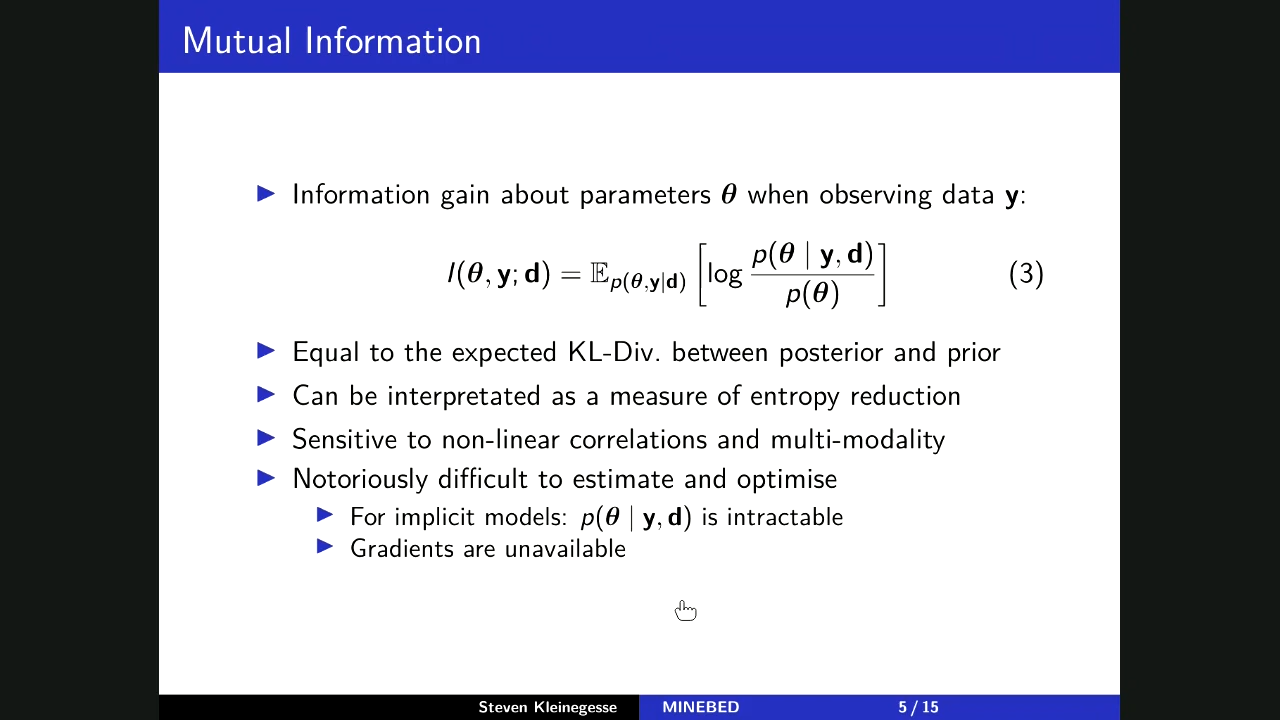 Mutual Information
▶ Information gain about parameters θ when observing data y:
I(θ, y; d) = 𝔼_{p(θ,y|d)} [log p(θ | y, d) / p(θ)] (3)
▶ Equal to the expected KL-Div. between posterior and prior
▶ Can be interpretated as a measure of entropy reduction
▶ Sensitive to non-linear correlations and multi-modality
▶ Notoriously difficult to estimate and optimise
▶ For implicit models: p(θ | y, d) is intractable
▶ Gradients are unavailable
Steven Kleinegesse MINEBED 5 / 15